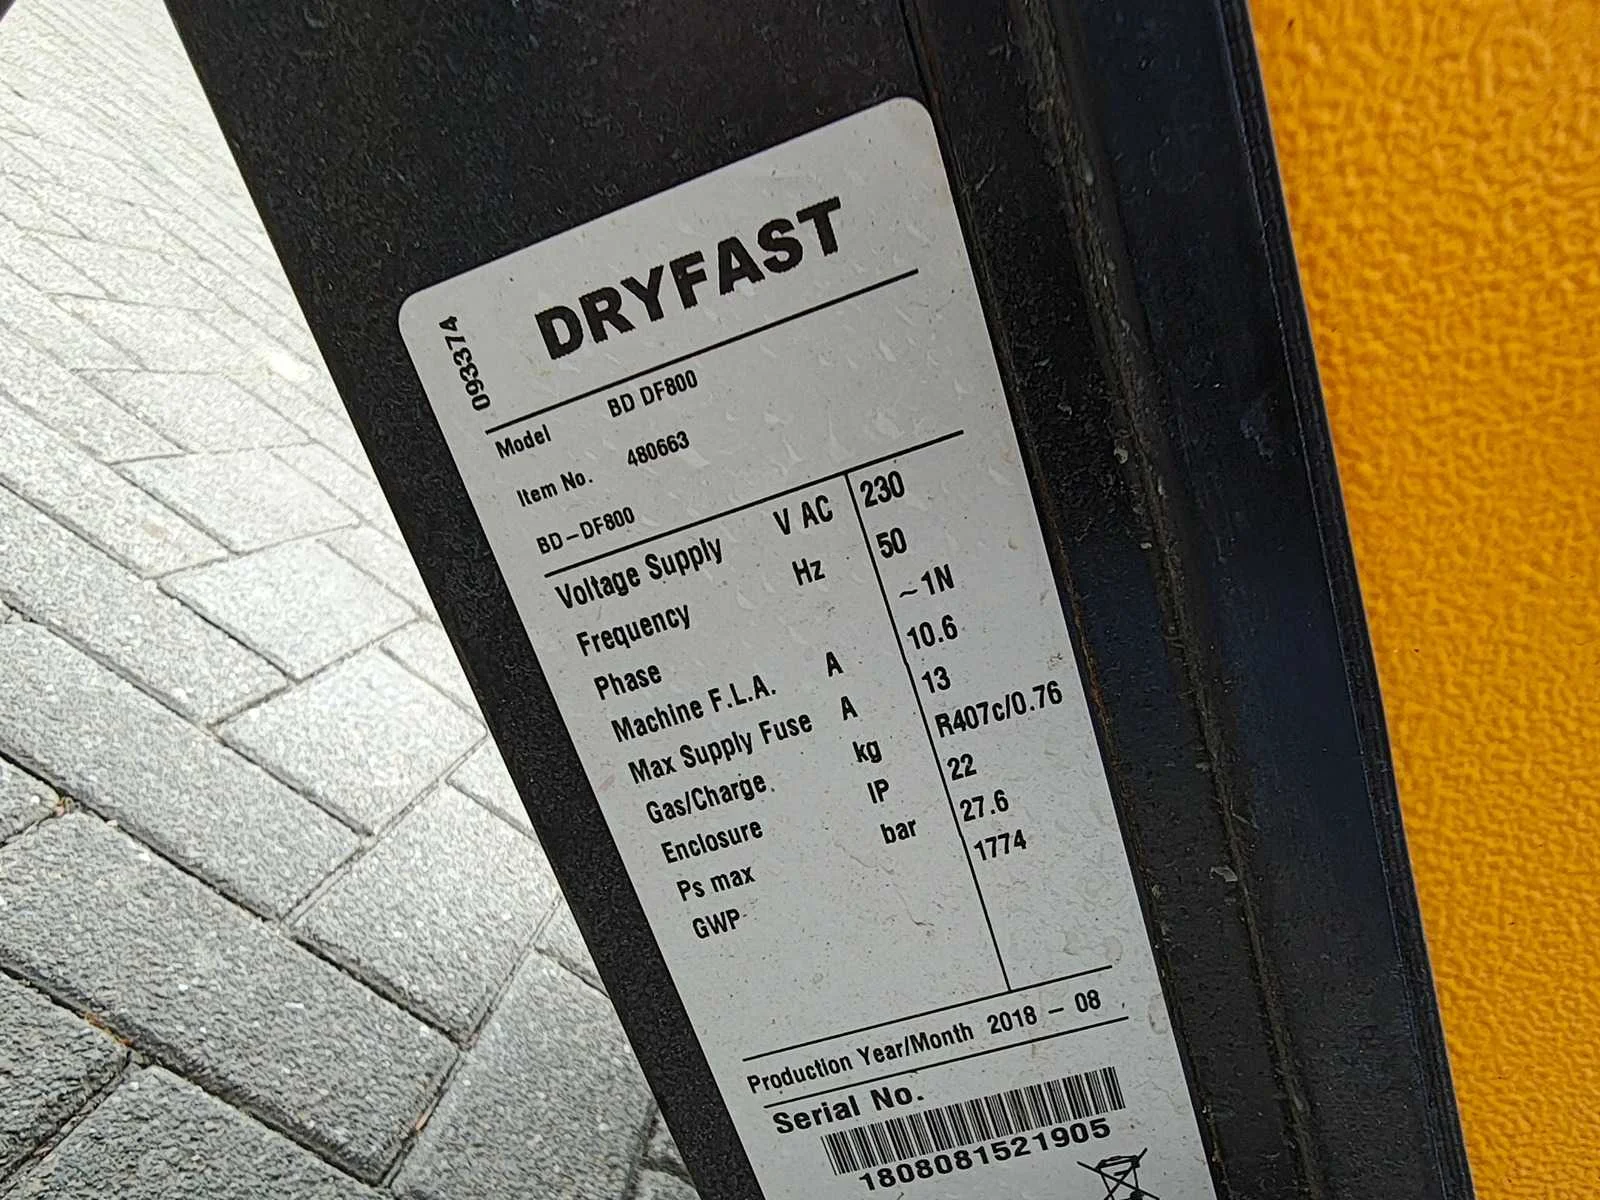 DRYFAST
093374
Model BD DF800
Item No. 480663
BD-DF800
Voltage Supply V AC 230
Frequency Hz 50
Phase ~1N
Machine F.L.A. A 10.6
Max Supply Fuse A 13
Gas/Charge kg R407c/0.76
Enclosure IP 22
Ps max bar 27.6
GWP 1774
Production Year/Month 2018 - 08
Serial No.
1808081521905